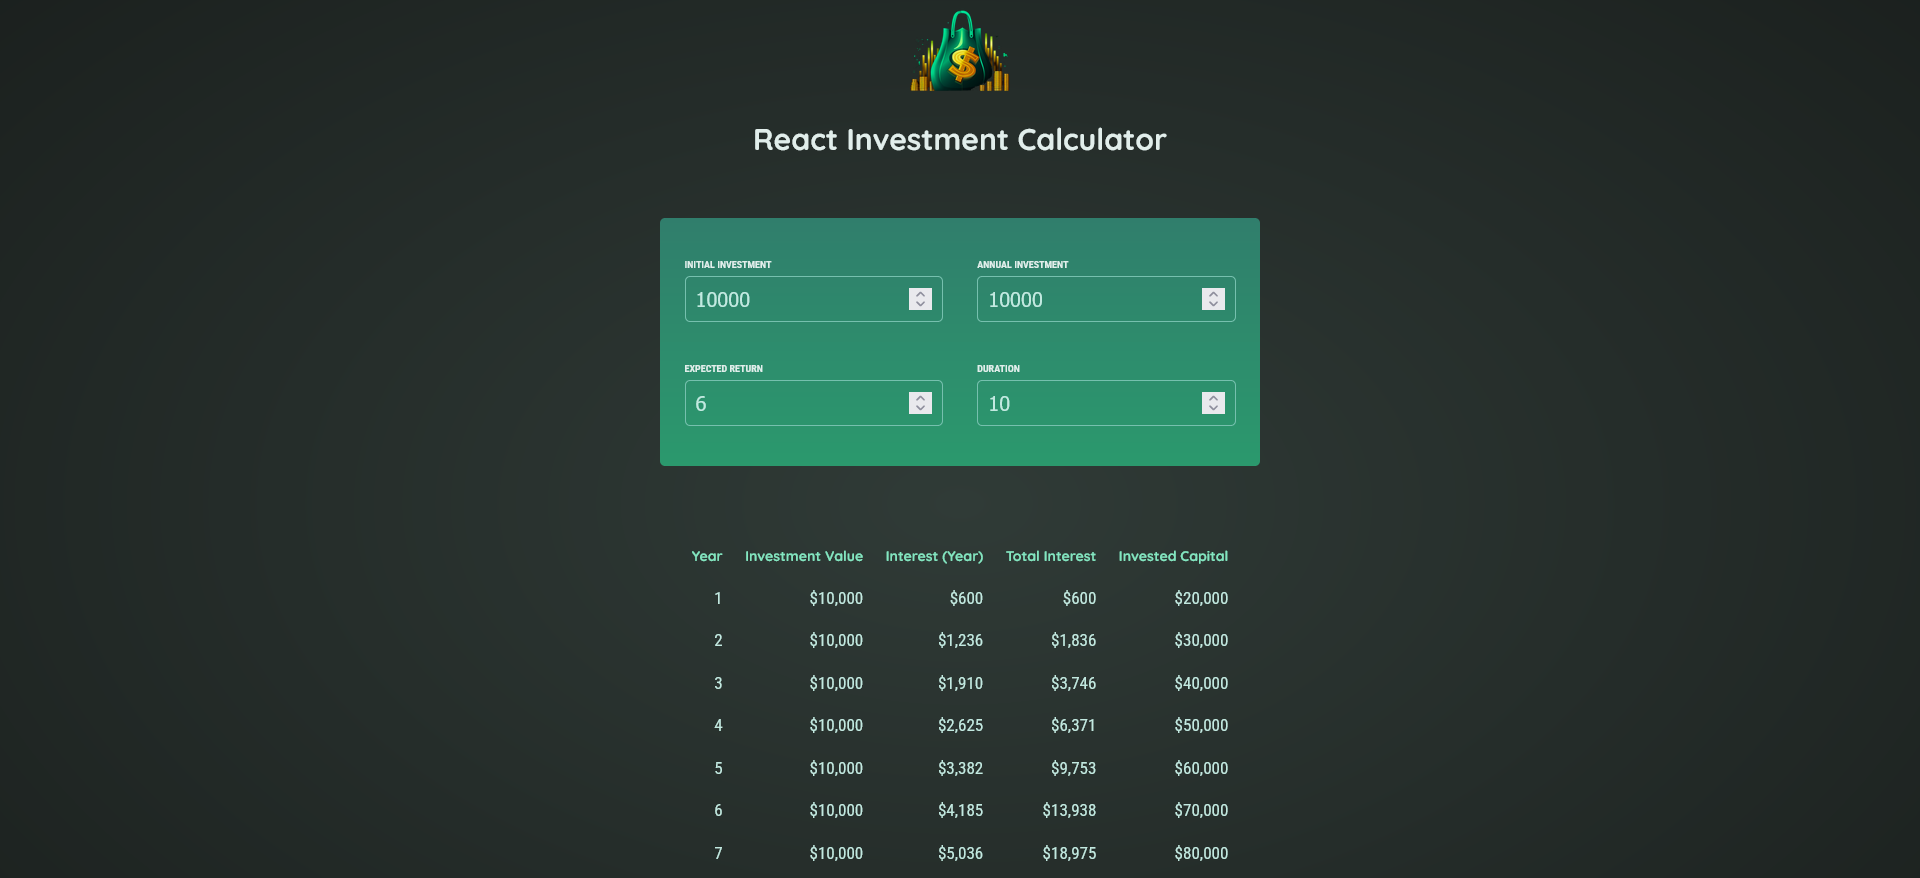 $
React Investment Calculator
INITIAL INVESTMENT ANNUAL INVESTMENT
10000 10000
EXPECTED RETURN DURATION
6 10
Year Investment Value Interest (Year) Total Interest Invested Capital
1 $10,000 $600 $600 $20,000
2 $10,000 $1,236 $1,836 $30,000
3 $10,000 $1,910 $3,746 $40,000
4 $10,000 $2,625 $6,371 $50,000
5 $10,000 $3,382 $9,753 $60,000
6 $10,000 $4,185 $13,938 $70,000
7 $10,000 $5,036 $18,975 $80,000